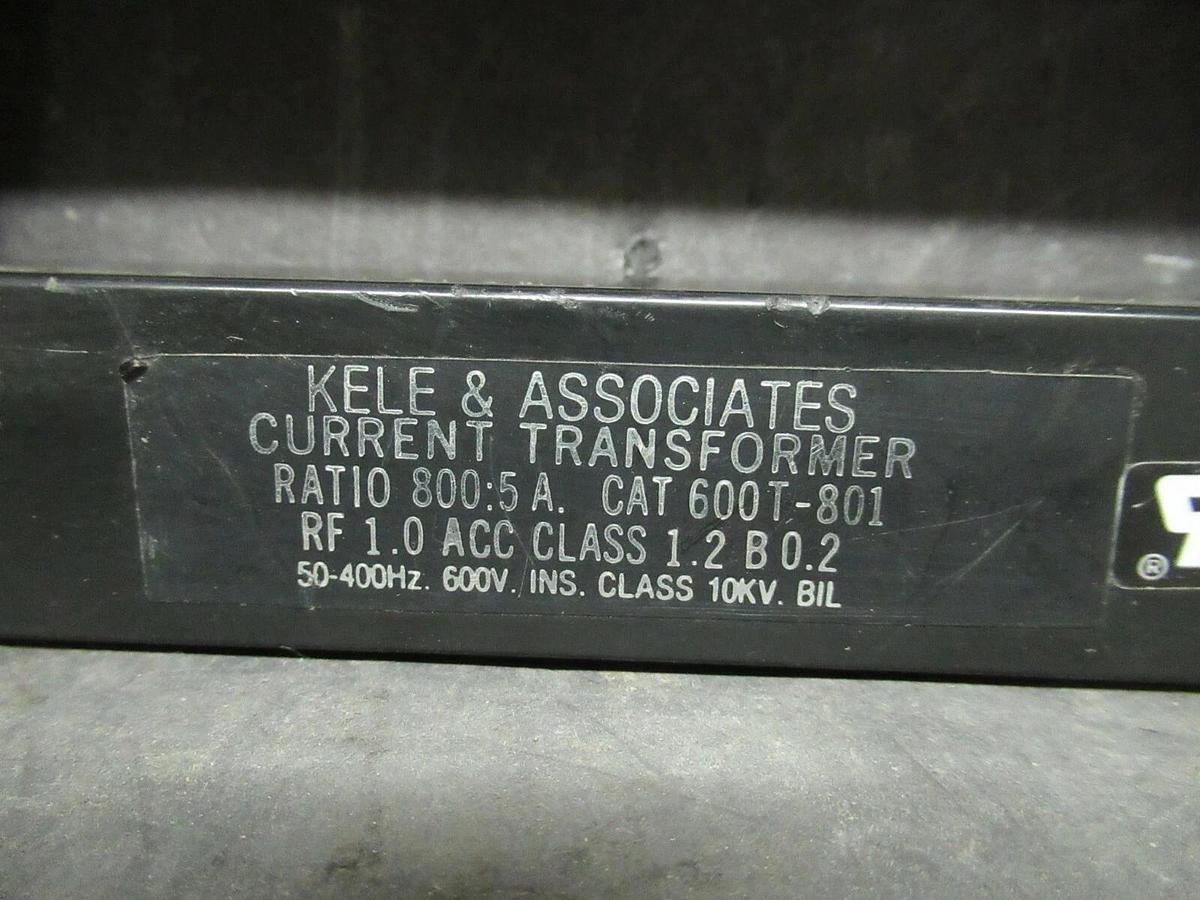 KELE & ASSOCIATES
CURRENT TRANSFORMER
RATIO 800:5 A. CAT 600T-801
RF 1.0 ACC CLASS 1.2 B 0.2
50-400Hz. 600V. INS. CLASS 10KV. BIL
®